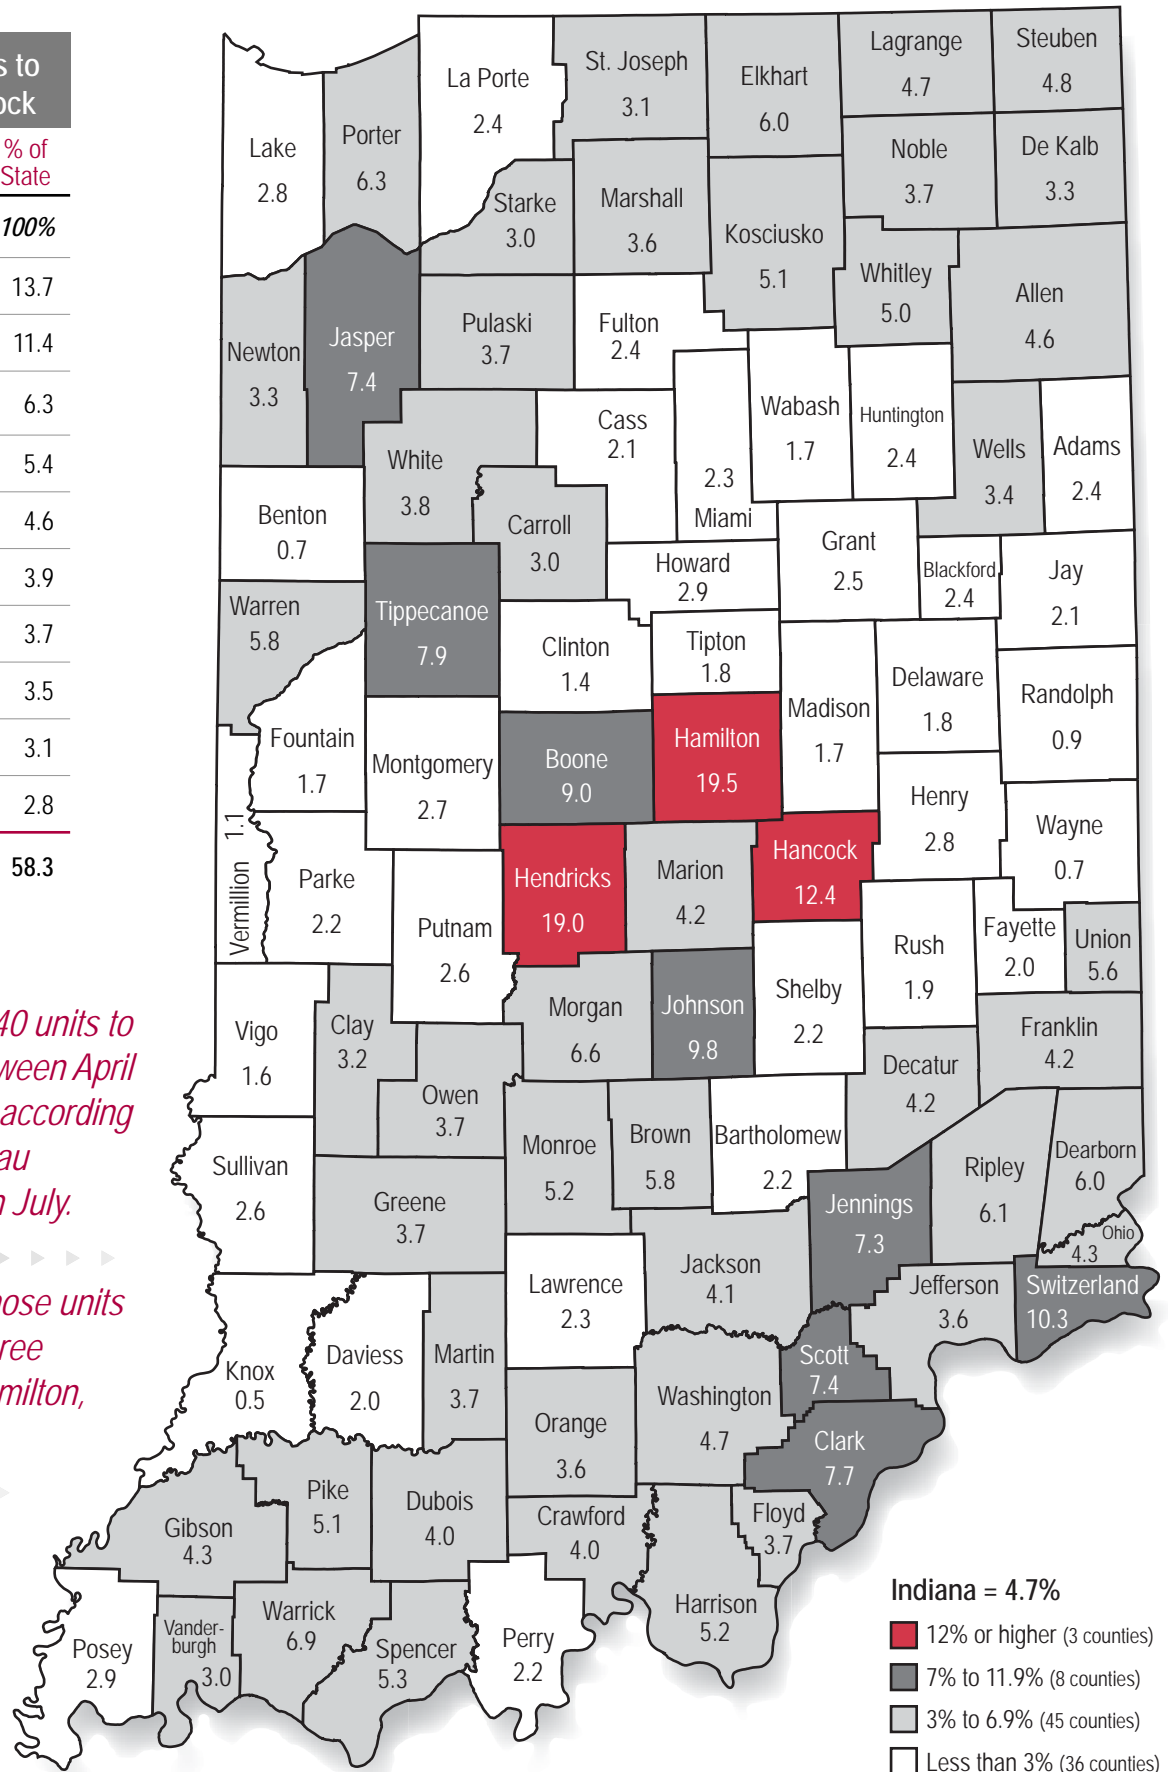 s to
ock
% of
State
100%
13.7
11.4
6.3
5.4
4.6
3.9
3.7
3.5
3.1
2.8
58.3
40 units to
ween April
according
au
n July.
nose units
ree
milton,
Lake
2.8
Porter
6.3
La Porte
2.4
St. Joseph
3.1
Elkhart
6.0
Lagrange
4.7
Steuben
4.8
Noble
3.7
De Kalb
3.3
Starke
3.0
Marshall
3.6
Kosciusko
5.1
Whitley
5.0
Allen
4.6
Newton
3.3
Jasper
7.4
Pulaski
3.7
Fulton
2.4
White
3.8
Cass
2.1
2.3
Miami
Wabash
1.7
Huntington
2.4
Wells
3.4
Adams
2.4
Benton
0.7
Carroll
3.0
Howard
2.9
Grant
2.5
Blackford
2.4
Jay
2.1
Warren
5.8
Tippecanoe
7.9
Clinton
1.4
Tipton
1.8
Madison
1.7
Delaware
1.8
Randolph
0.9
Fountain
1.7
Montgomery
2.7
Boone
9.0
Hamilton
19.5
Henry
2.8
Wayne
0.7
Vermillion 1.1
Parke
2.2
Putnam
2.6
Hendricks
19.0
Marion
4.2
Hancock
12.4
Rush
1.9
Fayette
2.0
Union
5.6
Vigo
1.6
Clay
3.2
Morgan
6.6
Johnson
9.8
Shelby
2.2
Franklin
4.2
Decatur
4.2
Owen
3.7
Monroe
5.2
Brown
5.8
Bartholomew
2.2
Sullivan
2.6
Greene
3.7
Jennings
7.3
Ripley
6.1
Dearborn
6.0
Ohio
4.3
Switzerland
10.3
Jefferson
3.6
Jackson
4.1
Lawrence
2.3
Knox
0.5
Daviess
2.0
Martin
3.7
Scott
7.4
Washington
4.7
Orange
3.6
Clark
7.7
Floyd
3.7
Gibson
4.3
Pike
5.1
Dubois
4.0
Crawford
4.0
Harrison
5.2
Posey
2.9
Vander-
burgh
3.0
Warrick
6.9
Spencer
5.3
Perry
2.2
Indiana = 4.7%
12% or higher (3 counties)
7% to 11.9% (8 counties)
3% to 6.9% (45 counties)
Less than 3% (36 counties)